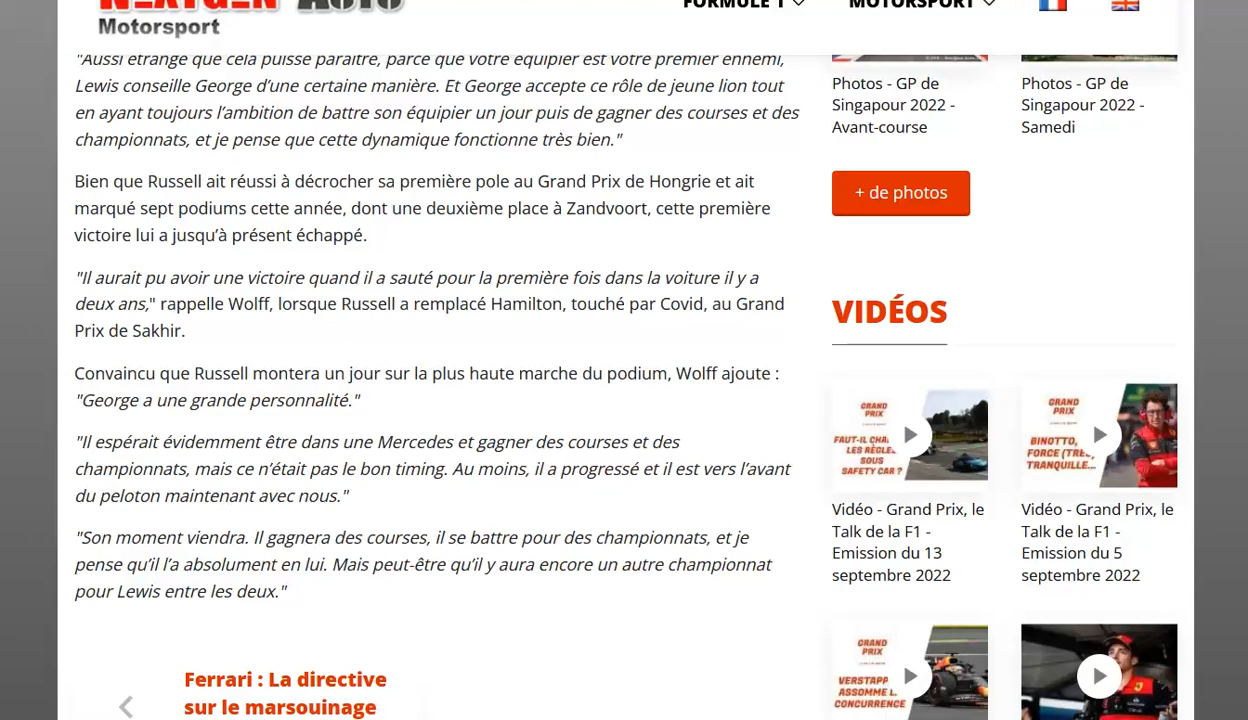 NEXTGEN AUTO
Motorsport
FORMULE 1
MOTORSPORT
"Aussi étrange que cela puisse paraître, parce que votre équipier est votre premier ennemi,
Lewis conseille George d’une certaine manière. Et George accepte ce rôle de jeune lion tout
en ayant toujours l’ambition de battre son équipier un jour puis de gagner des courses et des
championnats, et je pense que cette dynamique fonctionne très bien."
Bien que Russell ait réussi à décrocher sa première pole au Grand Prix de Hongrie et ait
marqué sept podiums cette année, dont une deuxième place à Zandvoort, cette première
victoire lui a jusqu’à présent échappé.
"Il aurait pu avoir une victoire quand il a sauté pour la première fois dans la voiture il y a
deux ans," rappelle Wolff, lorsque Russell a remplacé Hamilton, touché par Covid, au Grand
Prix de Sakhir.
Convaincu que Russell montera un jour sur la plus haute marche du podium, Wolff ajoute :
"George a une grande personnalité."
"Il espérait évidemment être dans une Mercedes et gagner des courses et des
championnats, mais ce n’était pas le bon timing. Au moins, il a progressé et il est vers l’avant
du peloton maintenant avec nous."
"Son moment viendra. Il gagnera des courses, il se battre pour des championnats, et je
pense qu’il l’a absolument en lui. Mais peut-être qu’il y aura encore un autre championnat
pour Lewis entre les deux."
Ferrari : La directive
sur le marsouinage
Photos - GP de
Singapour 2022 -
Avant-course
Photos - GP de
Singapour 2022 -
Samedi
+ de photos
VIDÉOS
GRAND
PRIX
FAUT-IL
LES
SOUS
SAFETY CAR ?
Vidéo - Grand Prix, le
Talk de la F1 -
Emission du 13
septembre 2022
GRAND
PRIX
BINOTTO,
FORCE
TRANQUILLE...
Vidéo - Grand Prix, le
Talk de la F1 -
Emission du 5
septembre 2022
GRAND
PRIX
ASSOMME
CONCURRENCE